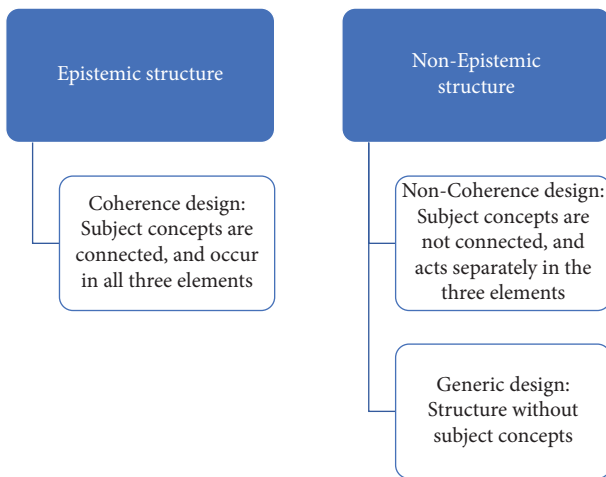 Epistemic structure
Non-Epistemic
structure
Coherence design:
Subject concepts are
connected, and occur
in all three elements
Non-Coherence design:
Subject concepts are
not connected, and
acts separately in the
three elements
Generic design:
Structure without
subject concepts